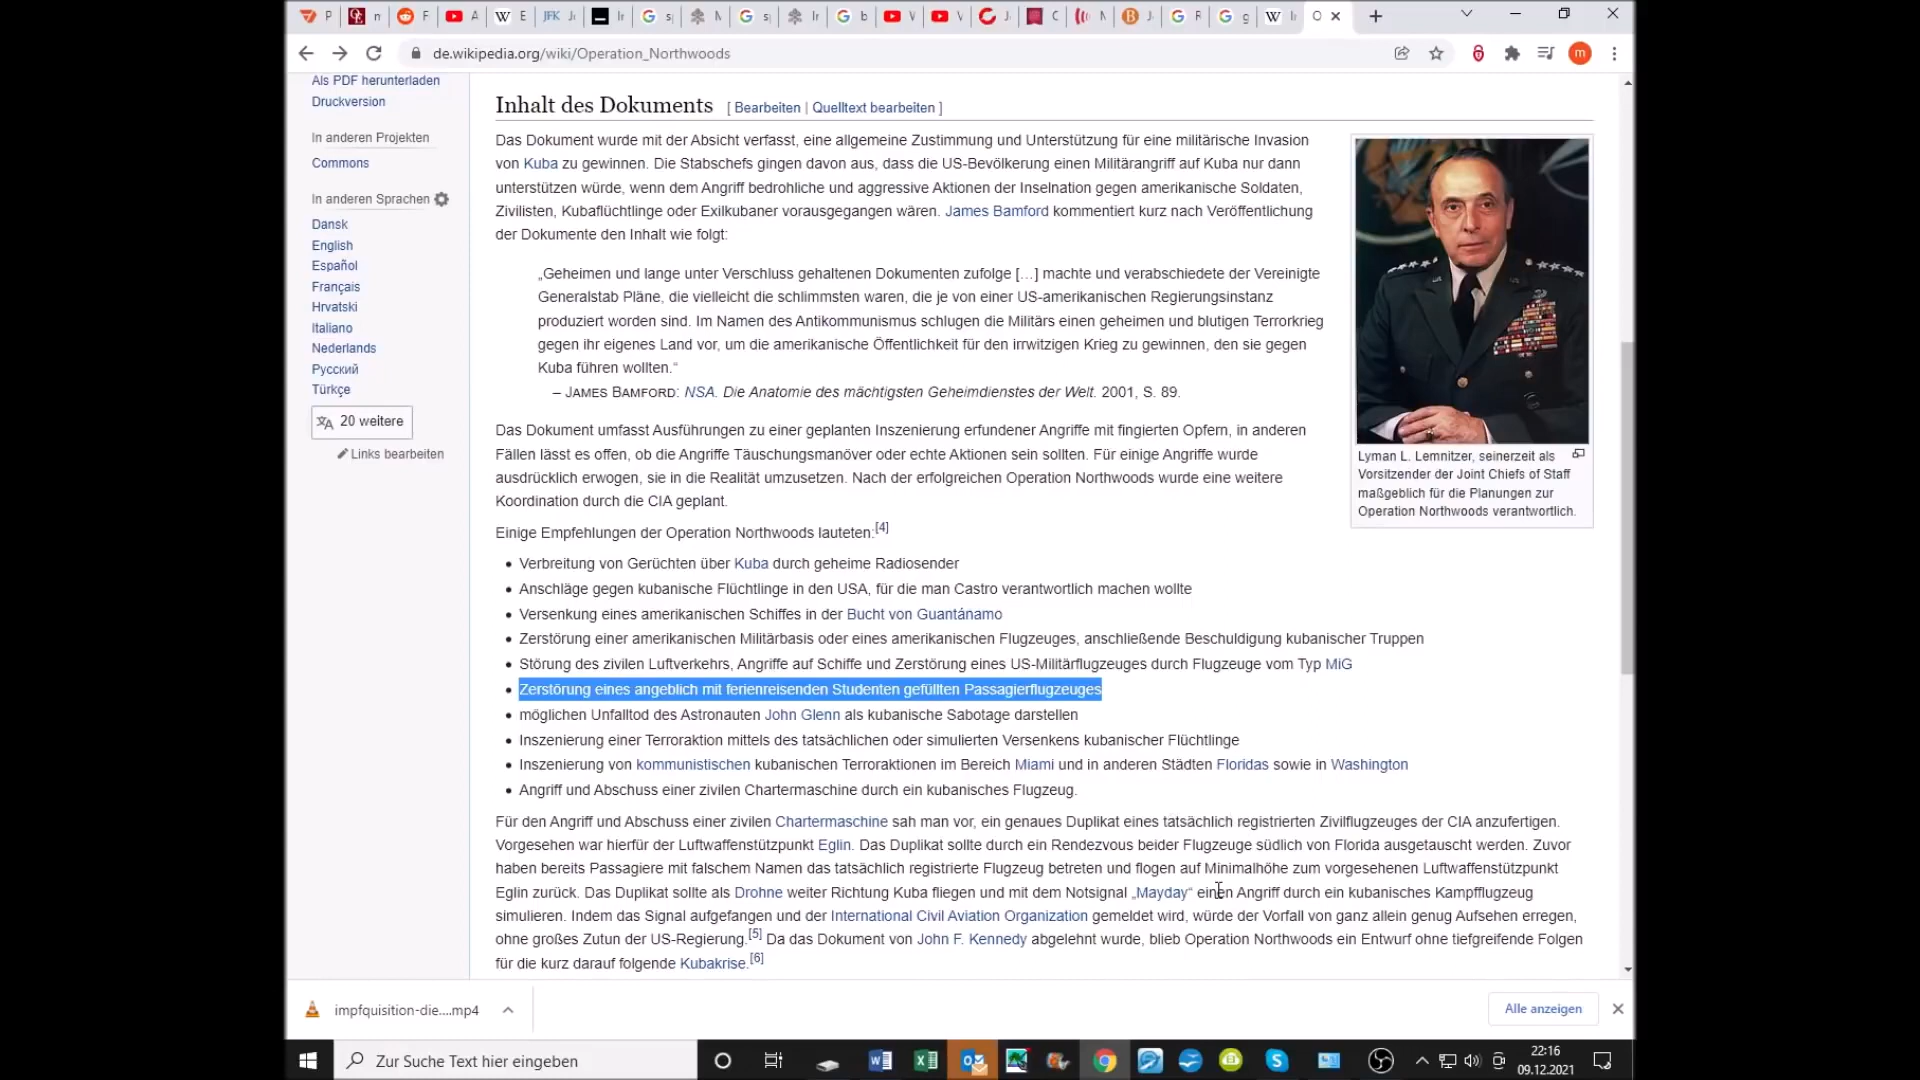 de.wikipedia.org/wiki/Operation_Northwoods
Als PDF herunterladen
Druckversion
In anderen Projekten
Commons
In anderen Sprachen
Dansk
English
Español
Français
Hrvatski
Italiano
Nederlands
Русский
Türkçe
20 weitere
Links bearbeiten
Inhalt des Dokuments [ Bearbeiten | Quelltext bearbeiten ]
Das Dokument wurde mit der Absicht verfasst, eine allgemeine Zustimmung und Unterstützung für eine militärische Invasion
von Kuba zu gewinnen. Die Stabschefs gingen davon aus, dass die US-Bevölkerung einen Militärangriff auf Kuba nur dann
unterstützen würde, wenn dem Angriff bedrohliche und aggressive Aktionen der Inselnation gegen amerikanische Soldaten,
Zivilisten, Kubaflüchtlinge oder Exilkubaner vorausgegangen wären. James Bamford kommentiert kurz nach Veröffentlichung
der Dokumente den Inhalt wie folgt:
„Geheimen und lange unter Verschluss gehaltenen Dokumenten zufolge […] machte und verabschiedete der Vereinigte
Generalstab Pläne, die vielleicht die schlimmsten waren, die je von einer US-amerikanischen Regierungsinstanz
produziert worden sind. Im Namen des Antikommunismus schlugen die Militärs einen geheimen und blutigen Terrorkrieg
gegen ihr eigenes Land vor, um die amerikanische Öffentlichkeit für den irrwitzigen Krieg zu gewinnen, den sie gegen
Kuba führen wollten.“
– JAMES BAMFORD: NSA. Die Anatomie des mächtigsten Geheimdienstes der Welt. 2001, S. 89.
Das Dokument umfasst Ausführungen zu einer geplanten Inszenierung erfundener Angriffe mit fingierten Opfern, in anderen
Fällen lässt es offen, ob die Angriffe Täuschungsmanöver oder echte Aktionen sein sollten. Für einige Angriffe wurde
ausdrücklich erwogen, sie in die Realität umzusetzen. Nach der erfolgreichen Operation Northwoods wurde eine weitere
Koordination durch die CIA geplant.
Einige Empfehlungen der Operation Northwoods lauteten:[4]
• Verbreitung von Gerüchten über Kuba durch geheime Radiosender
• Anschläge gegen kubanische Flüchtlinge in den USA, für die man Castro verantwortlich machen wollte
• Versenkung eines amerikanischen Schiffes in der Bucht von Guantánamo
• Zerstörung einer amerikanischen Militärbasis oder eines amerikanischen Flugzeuges, anschließende Beschuldigung kubanischer Truppen
• Störung des zivilen Luftverkehrs, Angriffe auf Schiffe und Zerstörung eines US-Militärflugzeuges durch Flugzeuge vom Typ MiG
• Zerstörung eines angeblich mit ferienreisenden Studenten gefüllten Passagierflugzeuges
• möglichen Unfalltod des Astronauten John Glenn als kubanische Sabotage darstellen
• Inszenierung einer Terroraktion mittels des tatsächlichen oder simulierten Versenkens kubanischer Flüchtlinge
• Inszenierung von kommunistischen kubanischen Terroraktionen im Bereich Miami und in anderen Städten Floridas sowie in Washington
• Angriff und Abschuss einer zivilen Chartermaschine durch ein kubanisches Flugzeug.
Für den Angriff und Abschuss einer zivilen Chartermaschine sah man vor, ein genaues Duplikat eines tatsächlich registrierten Zivilflugzeuges der CIA anzufertigen.
Vorgesehen war hierfür der Luftwaffenstützpunkt Eglin. Das Duplikat sollte durch ein Rendezvous beider Flugzeuge südlich von Florida ausgetauscht werden. Zuvor
haben bereits Passagiere mit falschem Namen das tatsächlich registrierte Flugzeug betreten und flogen auf Minimalhöhe zum vorgesehenen Luftwaffenstützpunkt
Eglin zurück. Das Duplikat sollte als Drohne weiter Richtung Kuba fliegen und mit dem Notsignal „Mayday“ einen Angriff durch ein kubanisches Kampfflugzeug
simulieren. Indem das Signal aufgefangen und der International Civil Aviation Organization gemeldet wird, würde der Vorfall von ganz allein genug Aufsehen erregen,
ohne großes Zutun der US-Regierung.[5] Da das Dokument von John F. Kennedy abgelehnt wurde, blieb Operation Northwoods ein Entwurf ohne tiefgreifende Folgen
für die kurz darauf folgende Kubakrise.[6]
Lyman L. Lemnitzer, seinerzeit als
Vorsitzender der Joint Chiefs of Staff
maßgeblich für die Planungen zur
Operation Northwoods verantwortlich.
impfquisition-die....mp4
Alle anzeigen
Zur Suche Text hier eingeben
22:16
09.12.2021